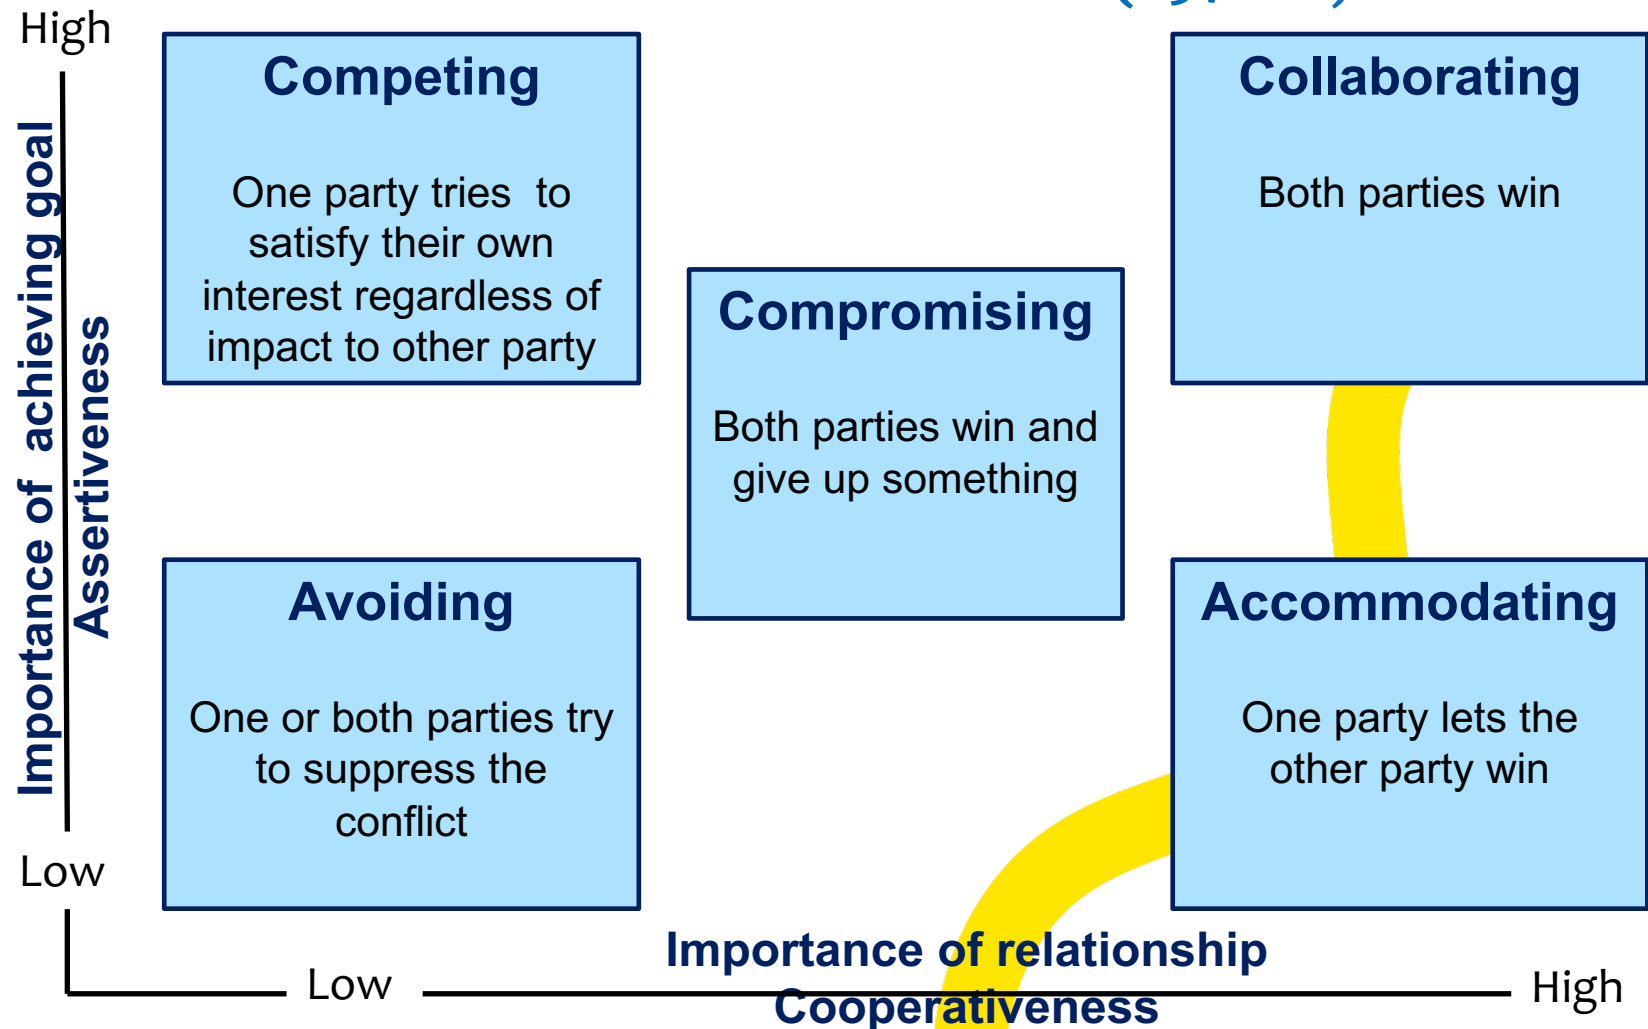 High
Competing
One party tries  to
satisfy their own
interest regardless of
impact to other party
Collaborating
Both parties win
Compromising
Both parties win and
give up something
Avoiding
One or both parties try
to suppress the
conflict
Accommodating
One party lets the
other party win
Importance of  achieving goal
Assertiveness
Low
Low
Importance of relationship
Cooperativeness
High